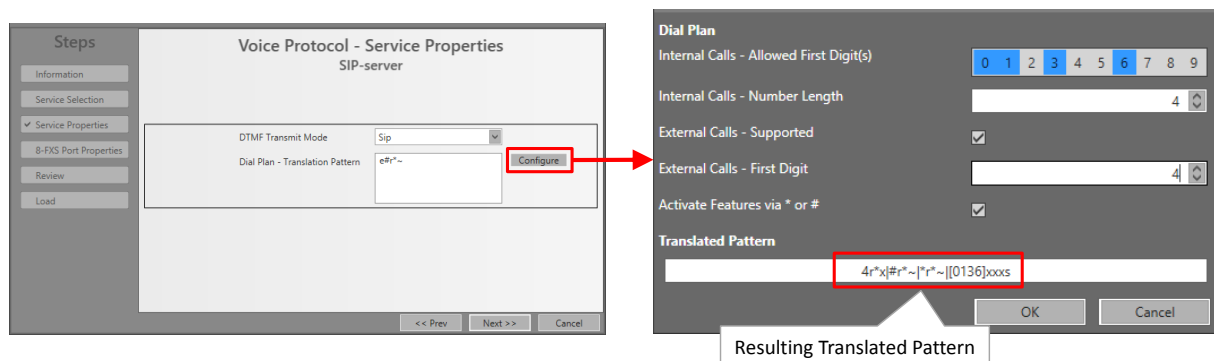 Steps
Information
Service Selection
Service Properties
8-FXS Port Properties
Review
Load
Voice Protocol - Service Properties
SIP-server
DTMF Transmit Mode Sip
Dial Plan - Translation Pattern e#r*~ Configure
<< Prev Next >> Cancel
Dial Plan
Internal Calls - Allowed First Digit(s) 0 1 2 3 4 5 6 7 8 9
Internal Calls - Number Length 4
External Calls - Supported
External Calls - First Digit 4
Activate Features via * or #
Translated Pattern
4r*x|#r*~|*r*~|[0136]xxxs
OK Cancel
Resulting Translated Pattern